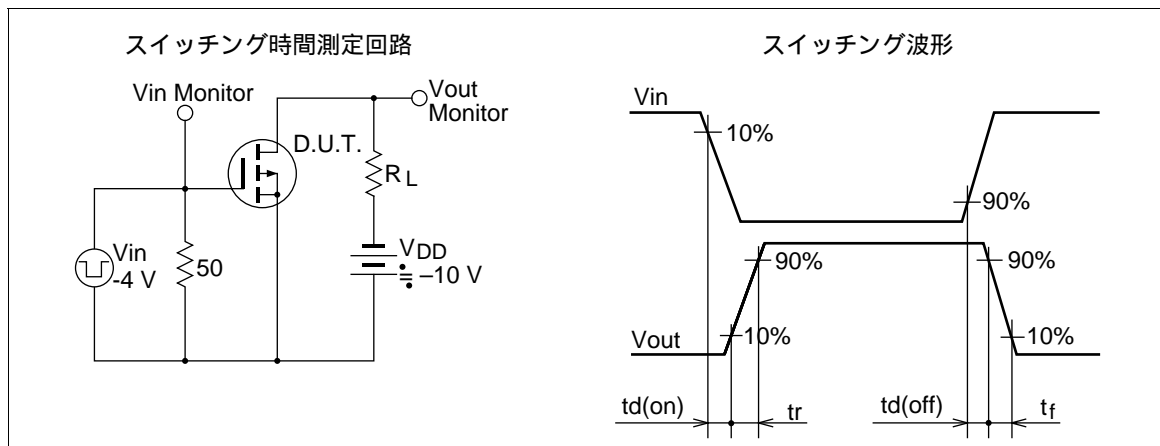 スイッチング時間測定回路
Vin Monitor
Vout
Monitor
D.U.T.
RL
Vin
-4 V
50
VDD
≒ –10 V
スイッチング波形
Vin
10%
90%
90%
90%
Vout
10%
10%
td(on)
tr
td(off)
tf